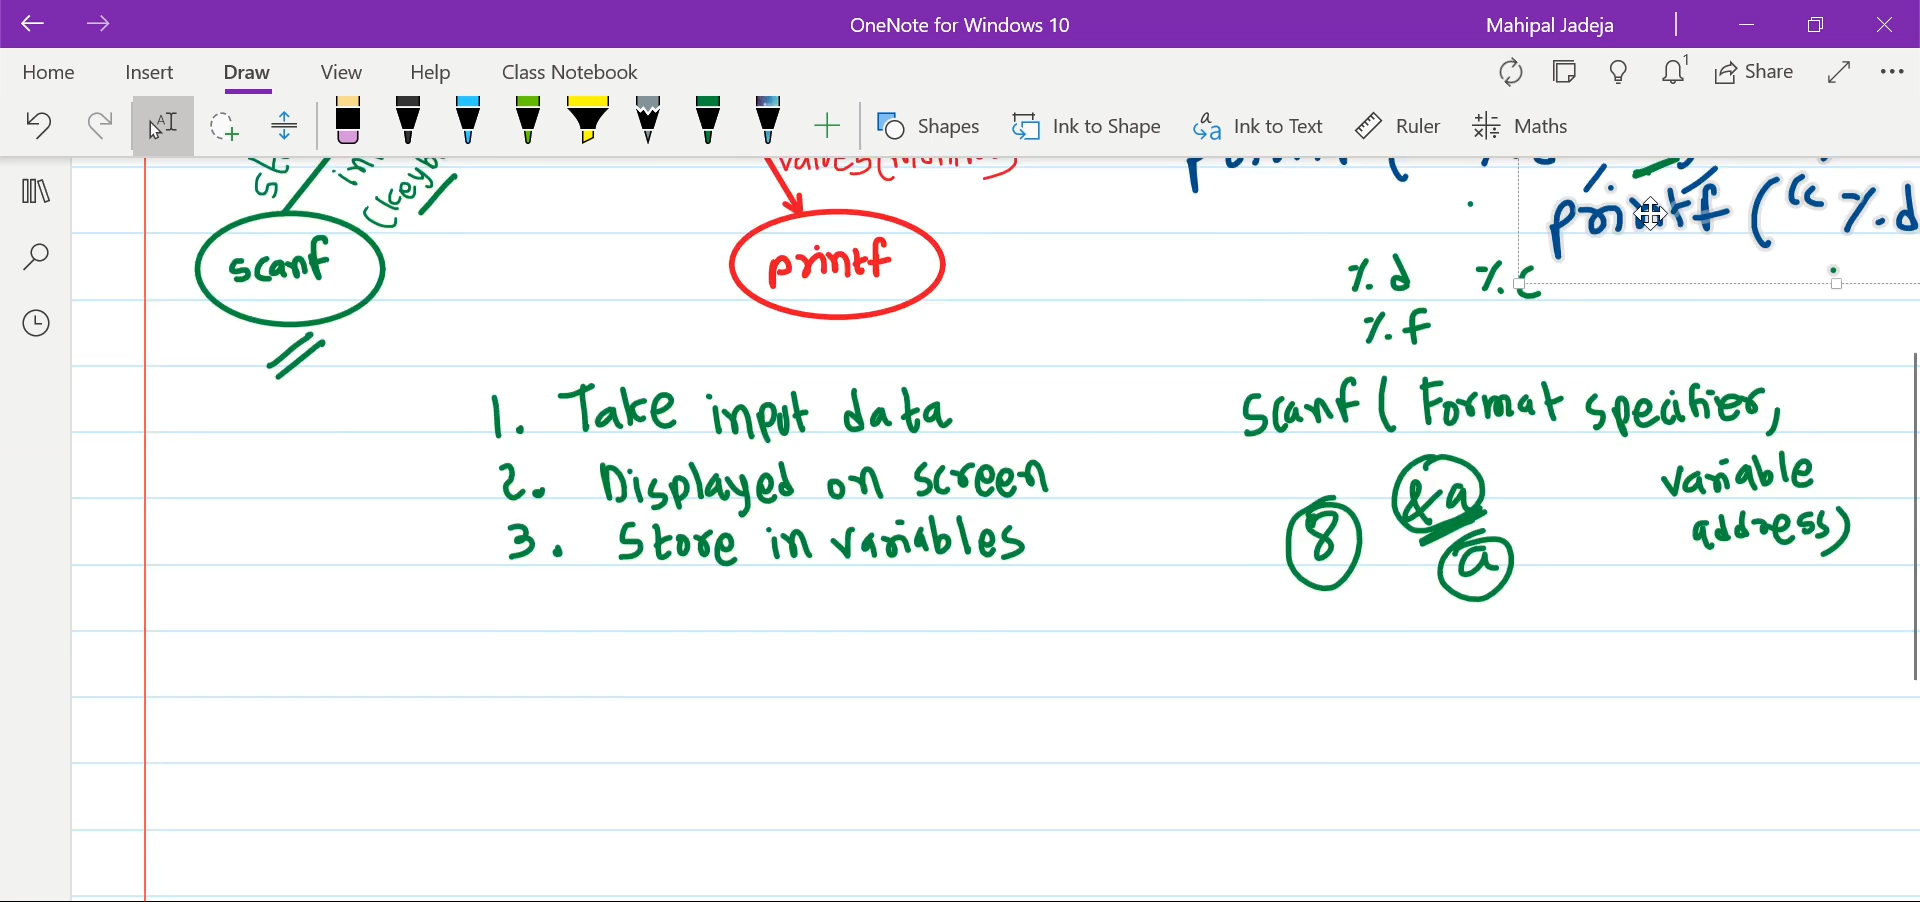 OneNote for Windows 10
Mahipal Jadeja
Home Insert Draw View Help Class Notebook
1
Share
Shapes Ink to Shape Ink to Text Ruler Maths
values(
scanf
printf
printf (“ %.d
%.d %.c
%.f
1. Take input data
2. Displayed on screen
3. Store in variables
scanf ( Format specifier,
variable
address)
&a
8
a